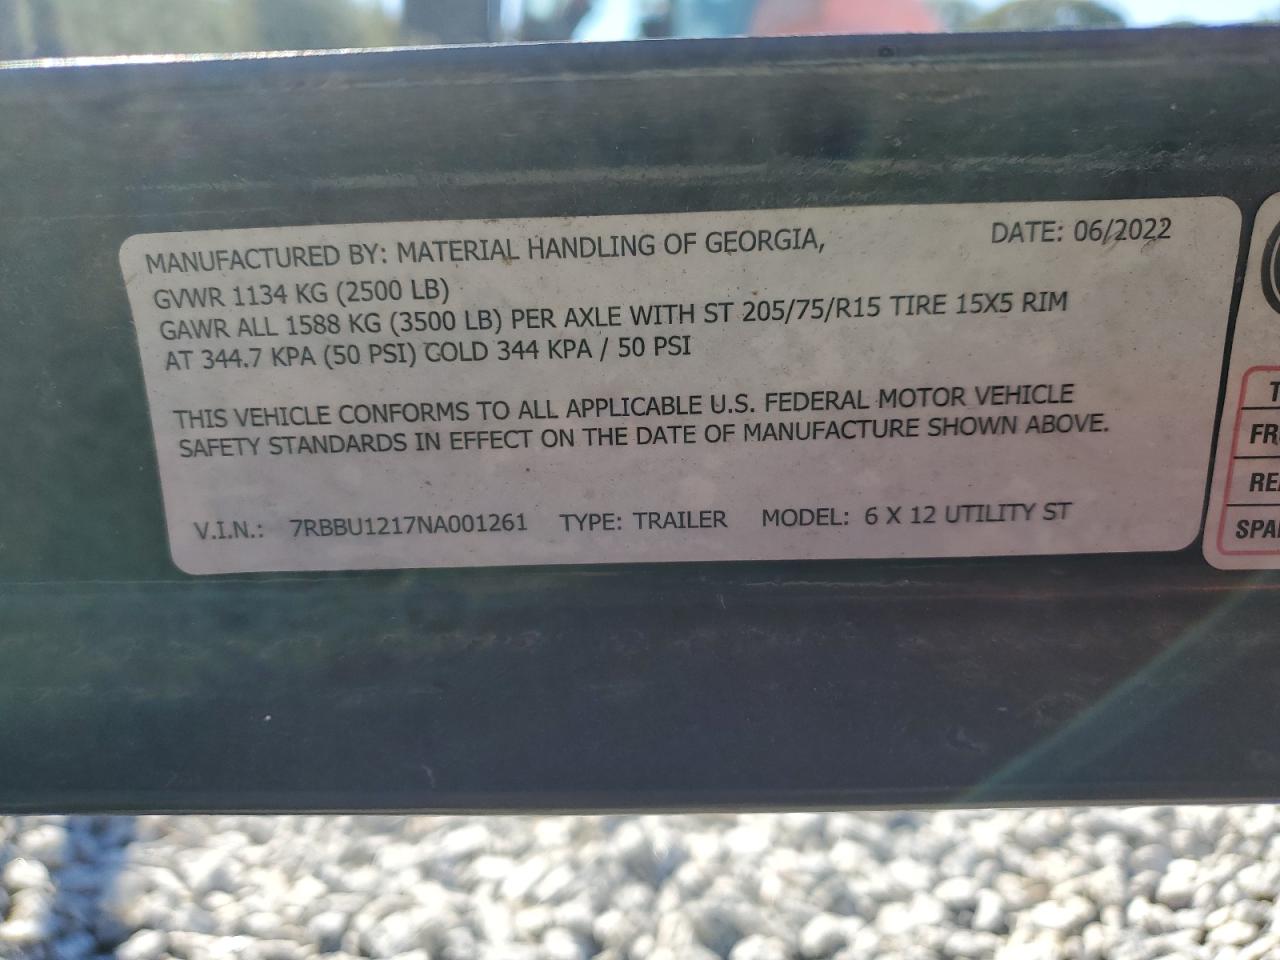 MANUFACTURED BY: MATERIAL HANDLING OF GEORGIA, DATE: 06/2022
GVWR 1134 KG (2500 LB)
GAWR ALL 1588 KG (3500 LB) PER AXLE WITH ST 205/75/R15 TIRE 15X5 RIM
AT 344.7 KPA (50 PSI) COLD 344 KPA / 50 PSI
THIS VEHICLE CONFORMS TO ALL APPLICABLE U.S. FEDERAL MOTOR VEHICLE
SAFETY STANDARDS IN EFFECT ON THE DATE OF MANUFACTURE SHOWN ABOVE.
V.I.N.: 7RBBU1217NA001261 TYPE: TRAILER MODEL: 6 X 12 UTILITY ST